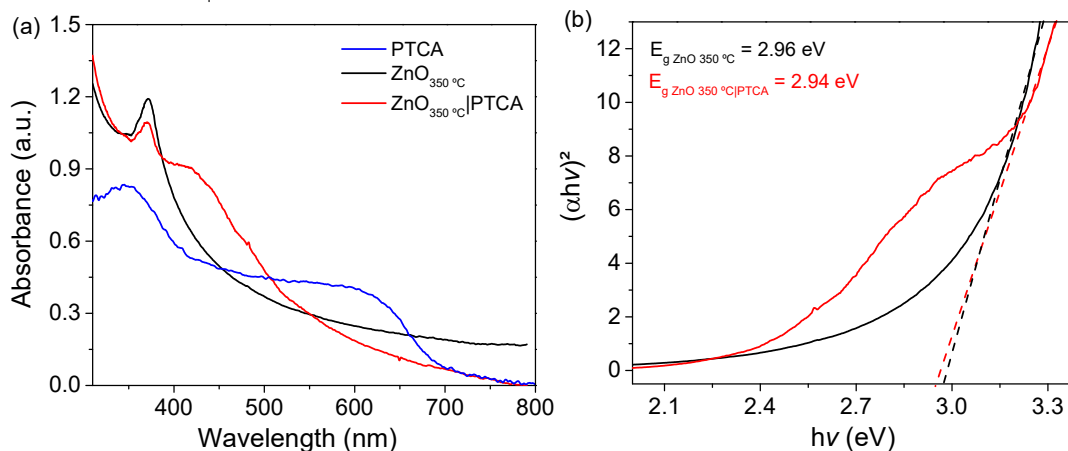 (a)
1.5
1.2
0.9
0.6
0.3
0.0
Absorbance (a.u.)
400 500 600 700 800
Wavelength (nm)
PTCA
ZnO350 ºC
ZnO350 ºC|PTCA
(b)
12
10
8
6
4
2
0
(αhν)²
2.1 2.4 2.7 3.0 3.3
hν (eV)
Eg ZnO 350 ºC = 2.96 eV
Eg ZnO 350 ºC|PTCA = 2.94 eV